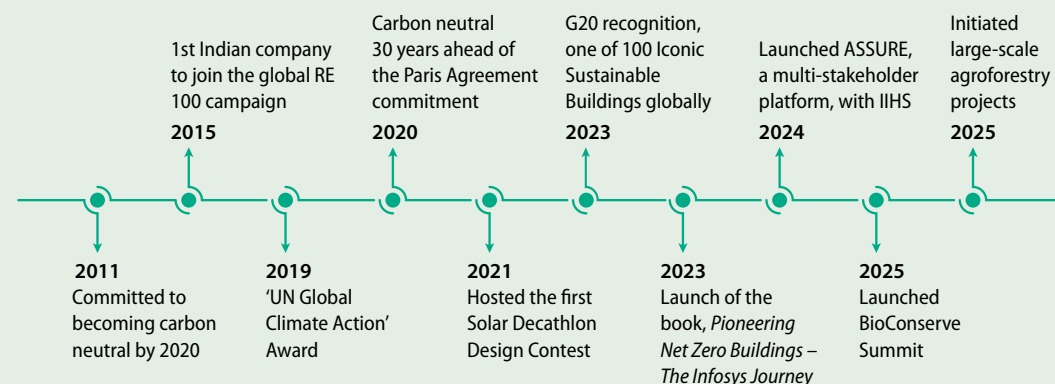 1st Indian company
to join the global RE
100 campaign
2015
Carbon neutral
30 years ahead of
the Paris Agreement
commitment
2020
G20 recognition,
one of 100 Iconic
Sustainable
Buildings globally
2023
Launched ASSURE,
a multi-stakeholder
platform, with IIHS
2024
Initiated
large-scale
agroforestry
projects
2025
2011
Committed to
becoming carbon
neutral by 2020
2019
‘UN Global
Climate Action’
Award
2021
Hosted the first
Solar Decathlon
Design Contest
2023
Launch of the
book, Pioneering
Net Zero Buildings –
The Infosys Journey
2025
Launched
BioConserve
Summit